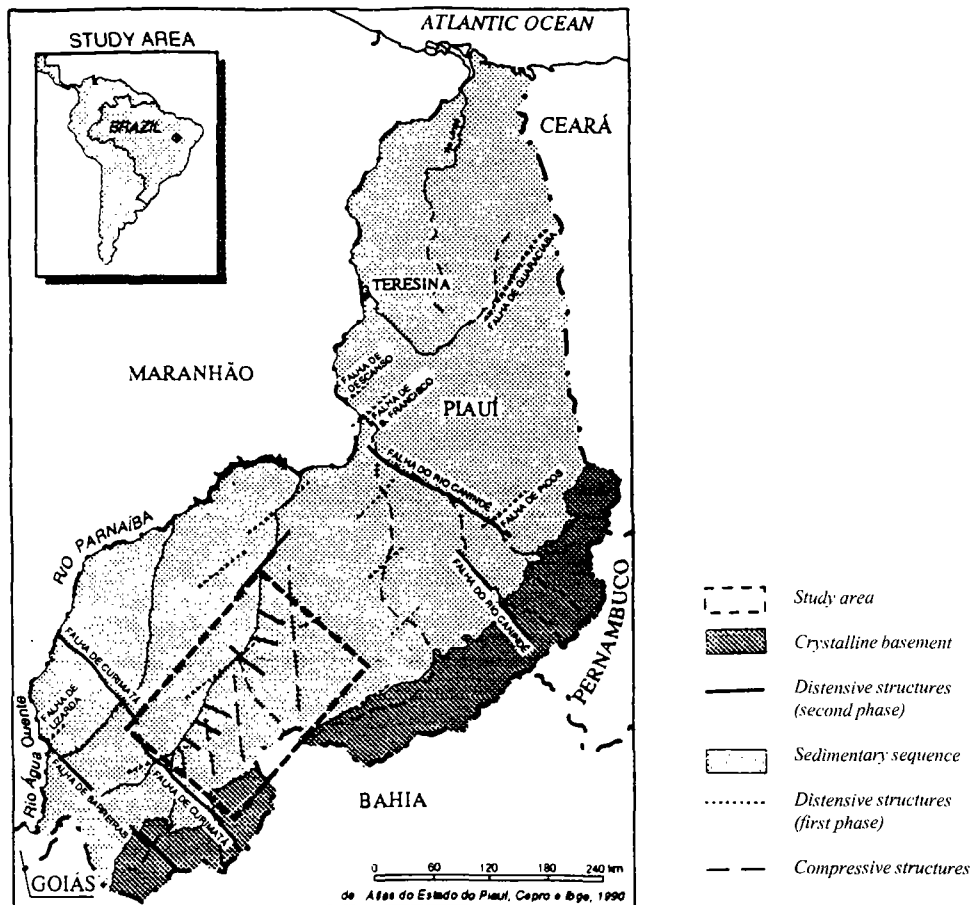 ATLANTIC OCEAN
STUDY AREA
BRAZIL
CEARÁ
TERESINA
FALHA DE GUARACIABA
MARANHÃO
FALHA DE
DESCANSO
FALHA DE
FRANCISCO
PIAUÍ
FALHA DO RIO CANINDÉ
FALHA DE PICOS
RIO PARNAÍBA
FALHA DO RIO CANINDÉ
PERNAMBUCO
FALHA DE CURIMATÁ
FALHA DE
LIZARDA
Rio Água Quente
FALHA DE BARREIRAS
FALHA DE CURIMATÁ
BAHIA
GOIÁS
0 60 120 180 240 km
de Atlas do Estado do Piauí, Cepro e Ibge, 1990
Study area
Crystalline basement
Distensive structures
(second phase)
Sedimentary sequence
Distensive structures
(first phase)
Compressive structures